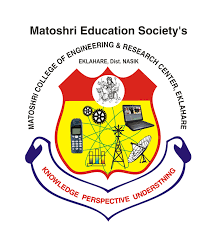 Matoshri Education Society's
MATOSHRI COLLEGE OF ENGINEERING & RESEARCH CENTER, EKLAHARE
EKLAHARE, Dist. NASIK
KNOWLEDGE PERSPECTIVE UNDERSTNING